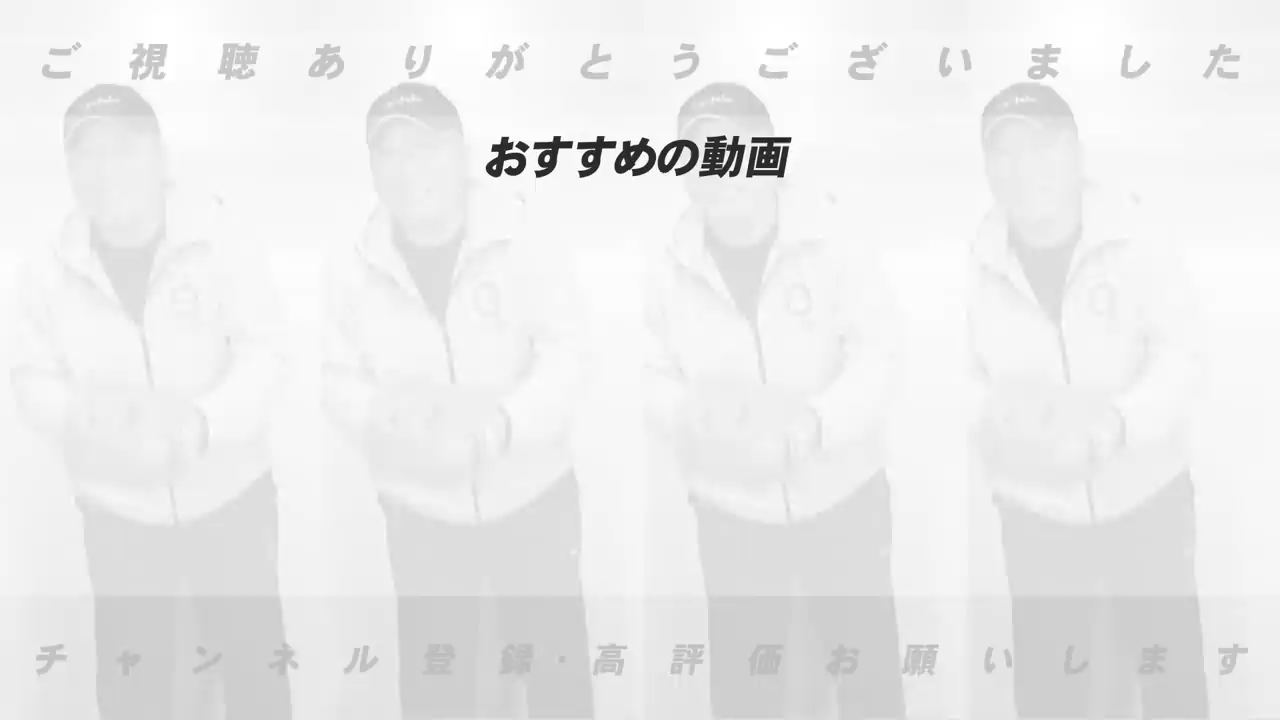 ご視聴ありがとうございました
おすすめの動画
チャンネル登録・高評価お願いします